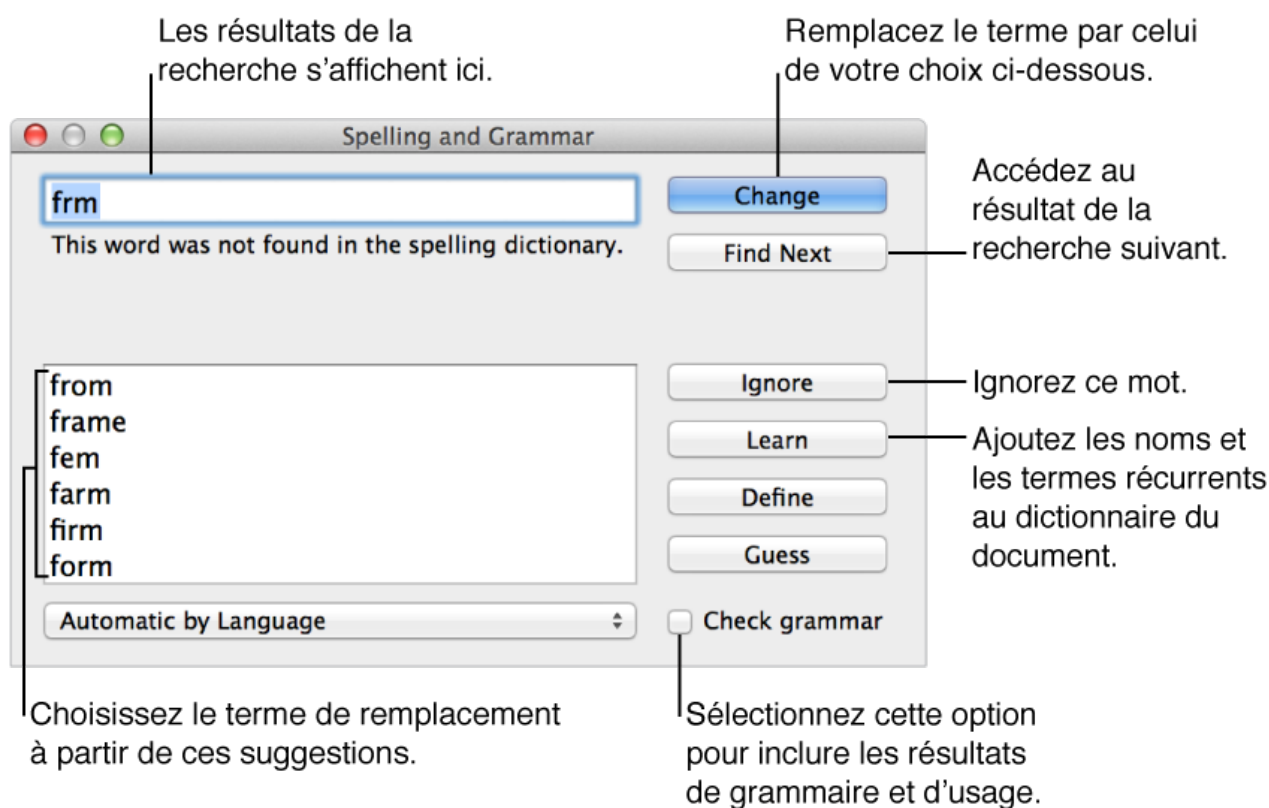 Les résultats de la
recherche s’affichent ici.
Remplacez le terme par celui
de votre choix ci-dessous.
Spelling and Grammar
frm
This word was not found in the spelling dictionary.
Change
Find Next
Accédez au
résultat de la
recherche suivant.
from
frame
fem
farm
firm
form
Ignore
Learn
Define
Guess
Ignorez ce mot.
Ajoutez les noms et
les termes récurrents
au dictionnaire du
document.
Automatic by Language
Check grammar
Choisissez le terme de remplacement
à partir de ces suggestions.
Sélectionnez cette option
pour inclure les résultats
de grammaire et d’usage.